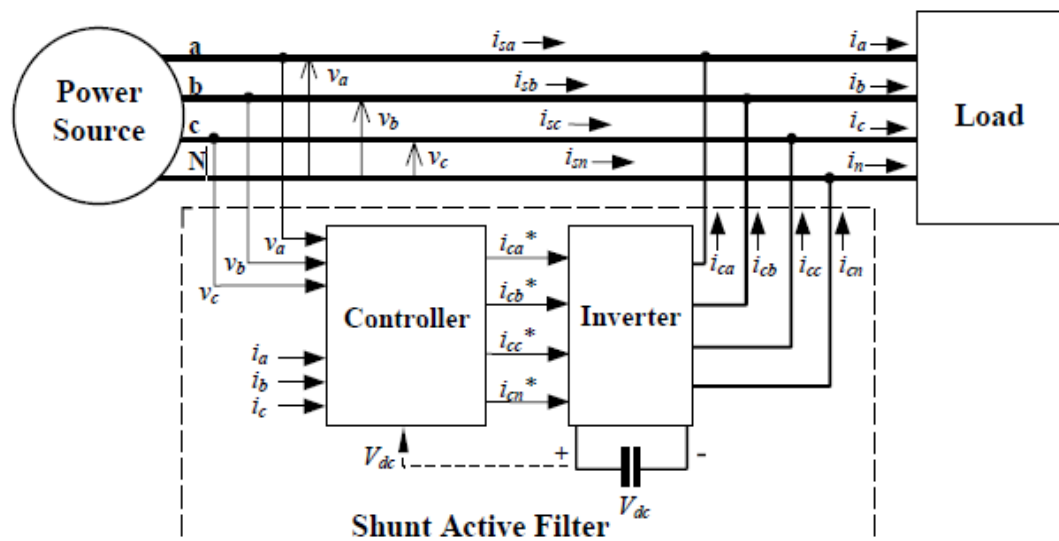 a
i_sa
i_a
v_a
Power
Source
b
i_sb
i_b
v_b
Load
c
i_sc
i_c
v_c
N
i_sn
i_n
v_a
v_b
v_c
i_ca*
i_cb*
i_cc*
i_cn*
Controller
Inverter
i_ca
i_cb
i_cc
i_cn
i_a
i_b
i_c
V_dc
+
-
V_dc
Shunt Active Filter